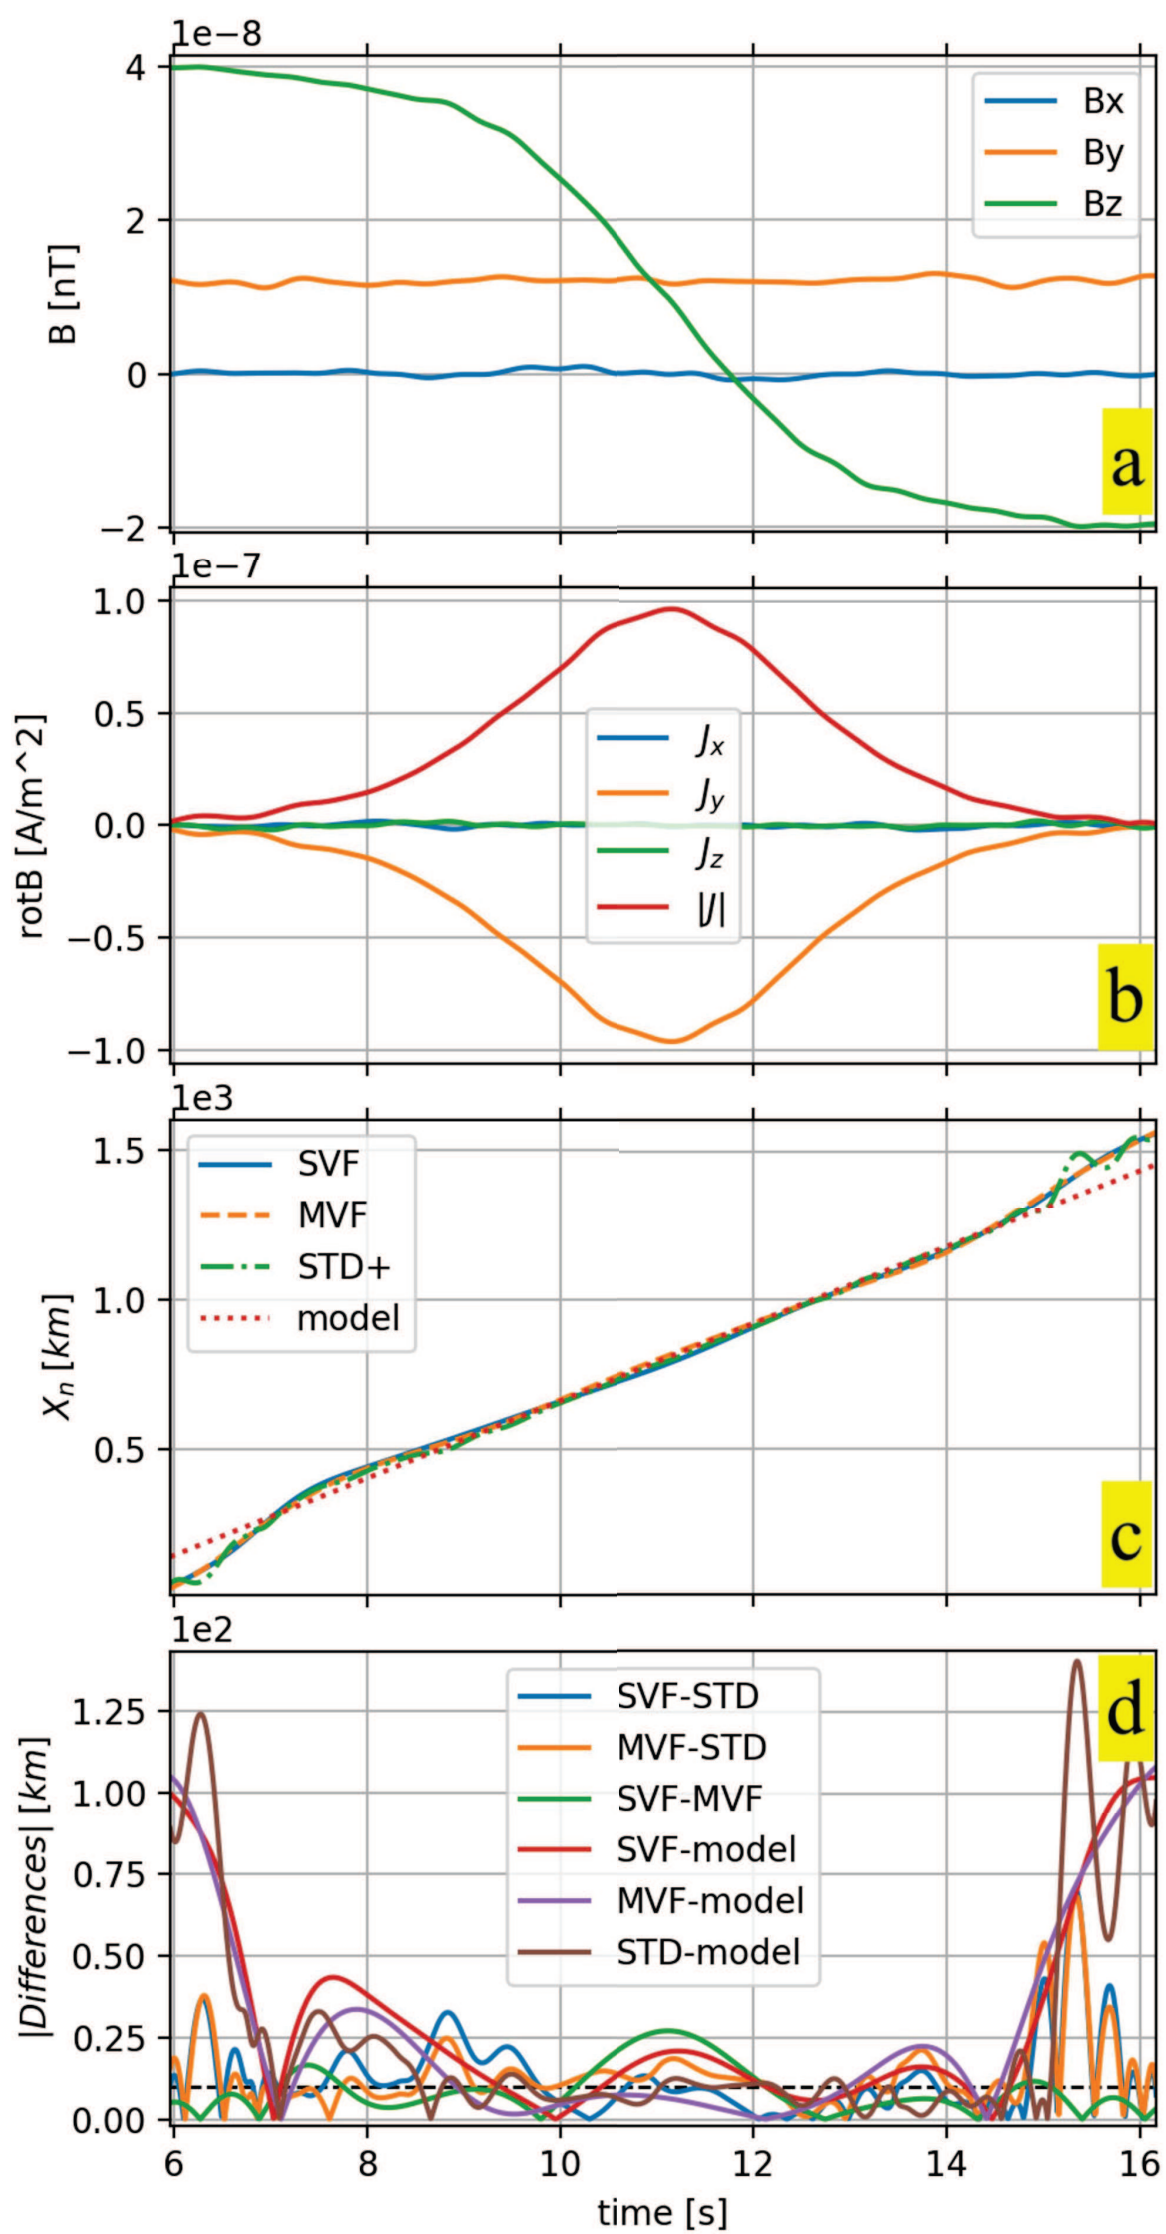 1e−8
4
2
0
−2
B [nT]
Bx
By
Bz
a
1e−7
1.0
0.5
0.0
−0.5
−1.0
rotB [A/m^2]
Jx
Jy
Jz
|J|
b
1e3
1.5
1.0
0.5
Xn [km]
SVF
MVF
STD+
model
c
1e2
1.25
1.00
0.75
0.50
0.25
0.00
|Differences| [km]
SVF-STD
MVF-STD
SVF-MVF
SVF-model
MVF-model
STD-model
d
6 8 10 12 14 16
time [s]